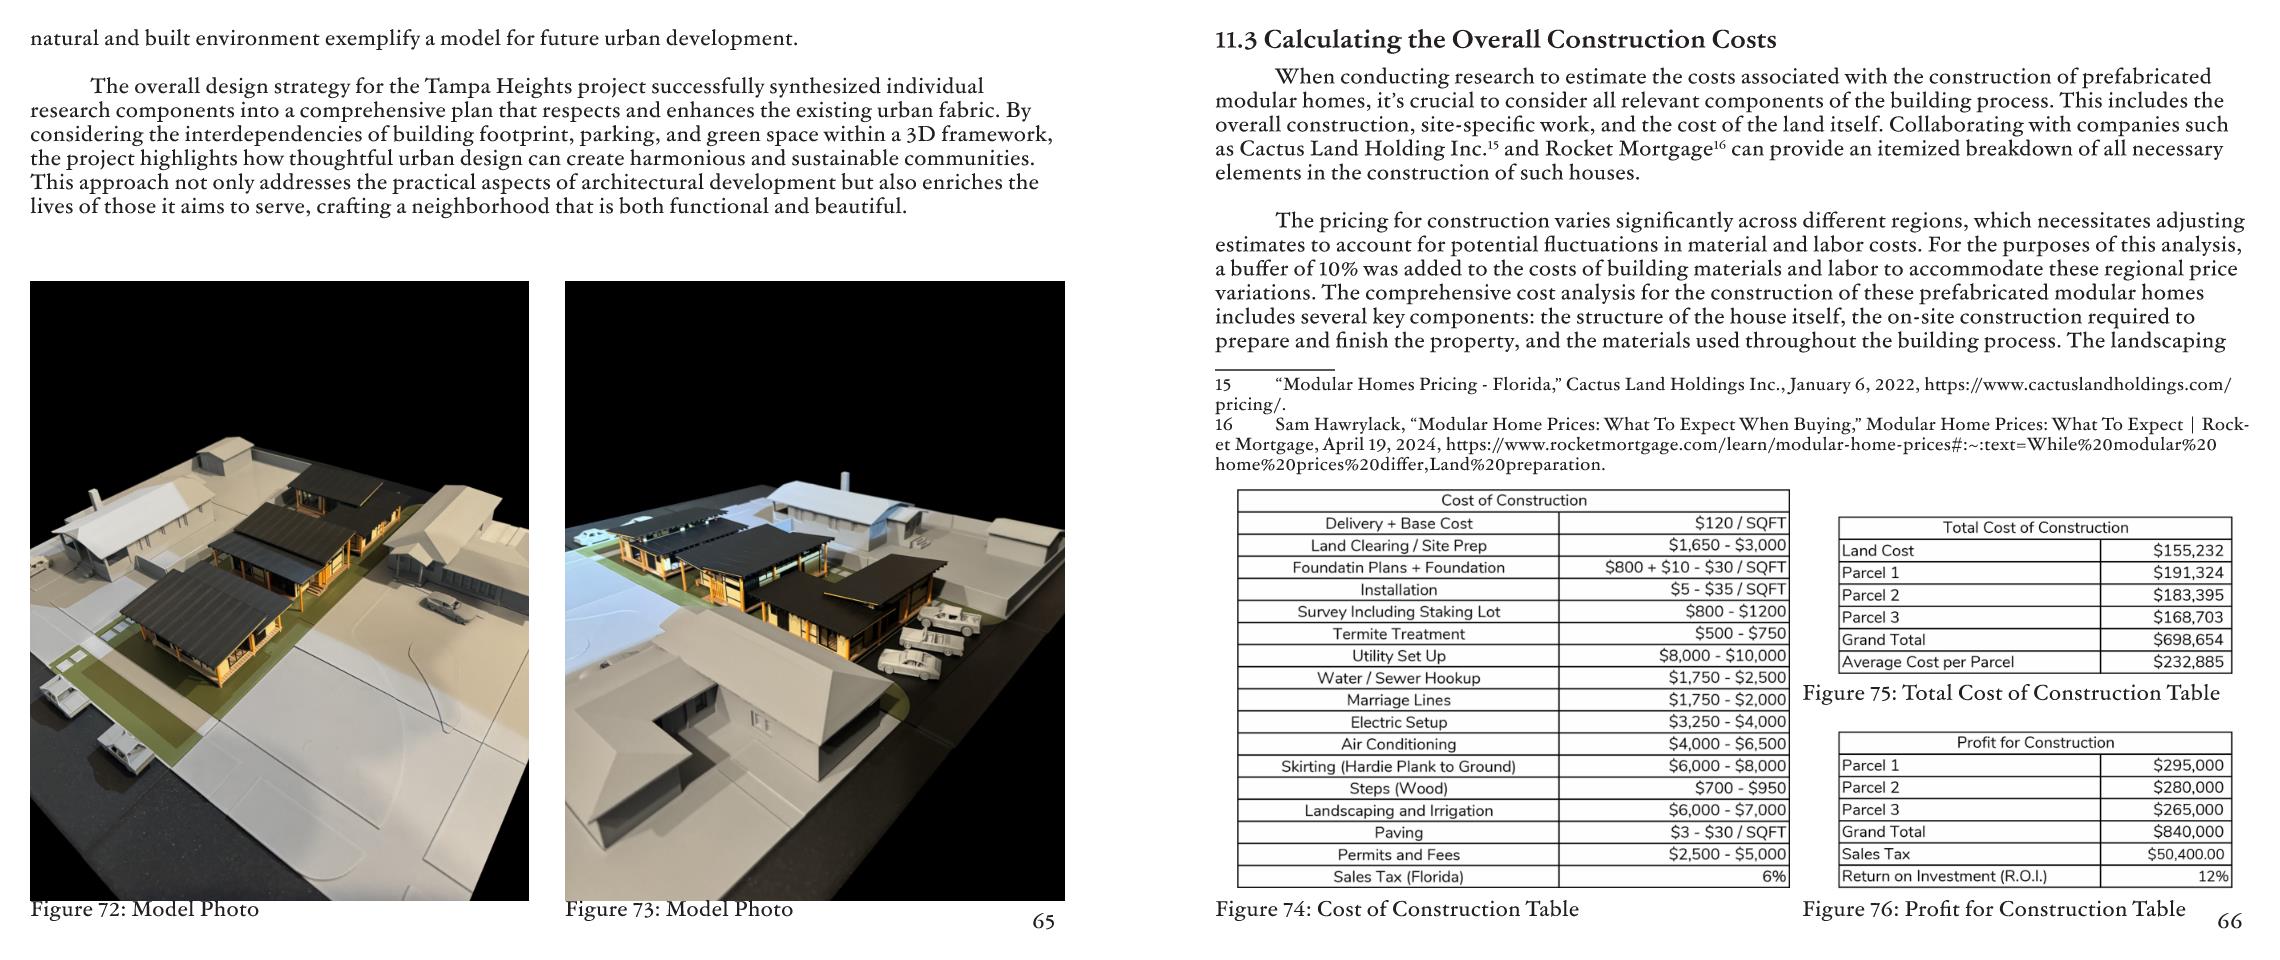 natural and built environment exemplify a model for future urban development.
The overall design strategy for the Tampa Heights project successfully synthesized individual
research components into a comprehensive plan that respects and enhances the existing urban fabric. By
considering the interdependencies of building footprint, parking, and green space within a 3D framework,
the project highlights how thoughtful urban design can create harmonious and sustainable communities.
This approach not only addresses the practical aspects of architectural development but also enriches the
lives of those it aims to serve, crafting a neighborhood that is both functional and beautiful.
Figure 72: Model Photo
Figure 73: Model Photo
65
11.3 Calculating the Overall Construction Costs
When conducting research to estimate the costs associated with the construction of prefabricated
modular homes, it's crucial to consider all relevant components of the building process. This includes the
overall construction, site-specific work, and the cost of the land itself. Collaborating with companies such
as Cactus Land Holding Inc.¹⁵ and Rocket Mortgage¹⁶ can provide an itemized breakdown of all necessary
elements in the construction of such houses.
The pricing for construction varies significantly across different regions, which necessitates adjusting
estimates to account for potential fluctuations in material and labor costs. For the purposes of this analysis,
a buffer of 10% was added to the costs of building materials and labor to accommodate these regional price
variations. The comprehensive cost analysis for the construction of these prefabricated modular homes
includes several key components: the structure of the house itself, the on-site construction required to
prepare and finish the property, and the materials used throughout the building process. The landscaping
15 “Modular Homes Pricing - Florida,” Cactus Land Holdings Inc., January 6, 2022, https://www.cactuslandholdings.com/
pricing/.
16 Sam Hawrylack, “Modular Home Prices: What To Expect When Buying,” Modular Home Prices: What To Expect | Rock-
et Mortgage, April 19, 2024, https://www.rocketmortgage.com/learn/modular-home-prices#:~:text=While%20modular%20
home%20prices%20differ,Land%20preparation.
Cost of Construction
Delivery + Base Cost $120 / SQFT
Land Clearing / Site Prep $1,650 - $3,000
Foundatin Plans + Foundation $800 + $10 - $30 / SQFT
Installation $5 - $35 / SQFT
Survey Including Staking Lot $800 - $1200
Termite Treatment $500 - $750
Utility Set Up $8,000 - $10,000
Water / Sewer Hookup $1,750 - $2,500
Marriage Lines $1,750 - $2,000
Electric Setup $3,250 - $4,000
Air Conditioning $4,000 - $6,500
Skirting (Hardie Plank to Ground) $6,000 - $8,000
Steps (Wood) $700 - $950
Landscaping and Irrigation $6,000 - $7,000
Paving $3 - $30 / SQFT
Permits and Fees $2,500 - $5,000
Sales Tax (Florida) 6%
Figure 74: Cost of Construction Table
Total Cost of Construction
Land Cost $155,232
Parcel 1 $191,324
Parcel 2 $183,395
Parcel 3 $168,703
Grand Total $698,654
Average Cost per Parcel $232,885
Figure 75: Total Cost of Construction Table
Profit for Construction
Parcel 1 $295,000
Parcel 2 $280,000
Parcel 3 $265,000
Grand Total $840,000
Sales Tax $50,400.00
Return on Investment (R.O.I.) 12%
Figure 76: Profit for Construction Table
66